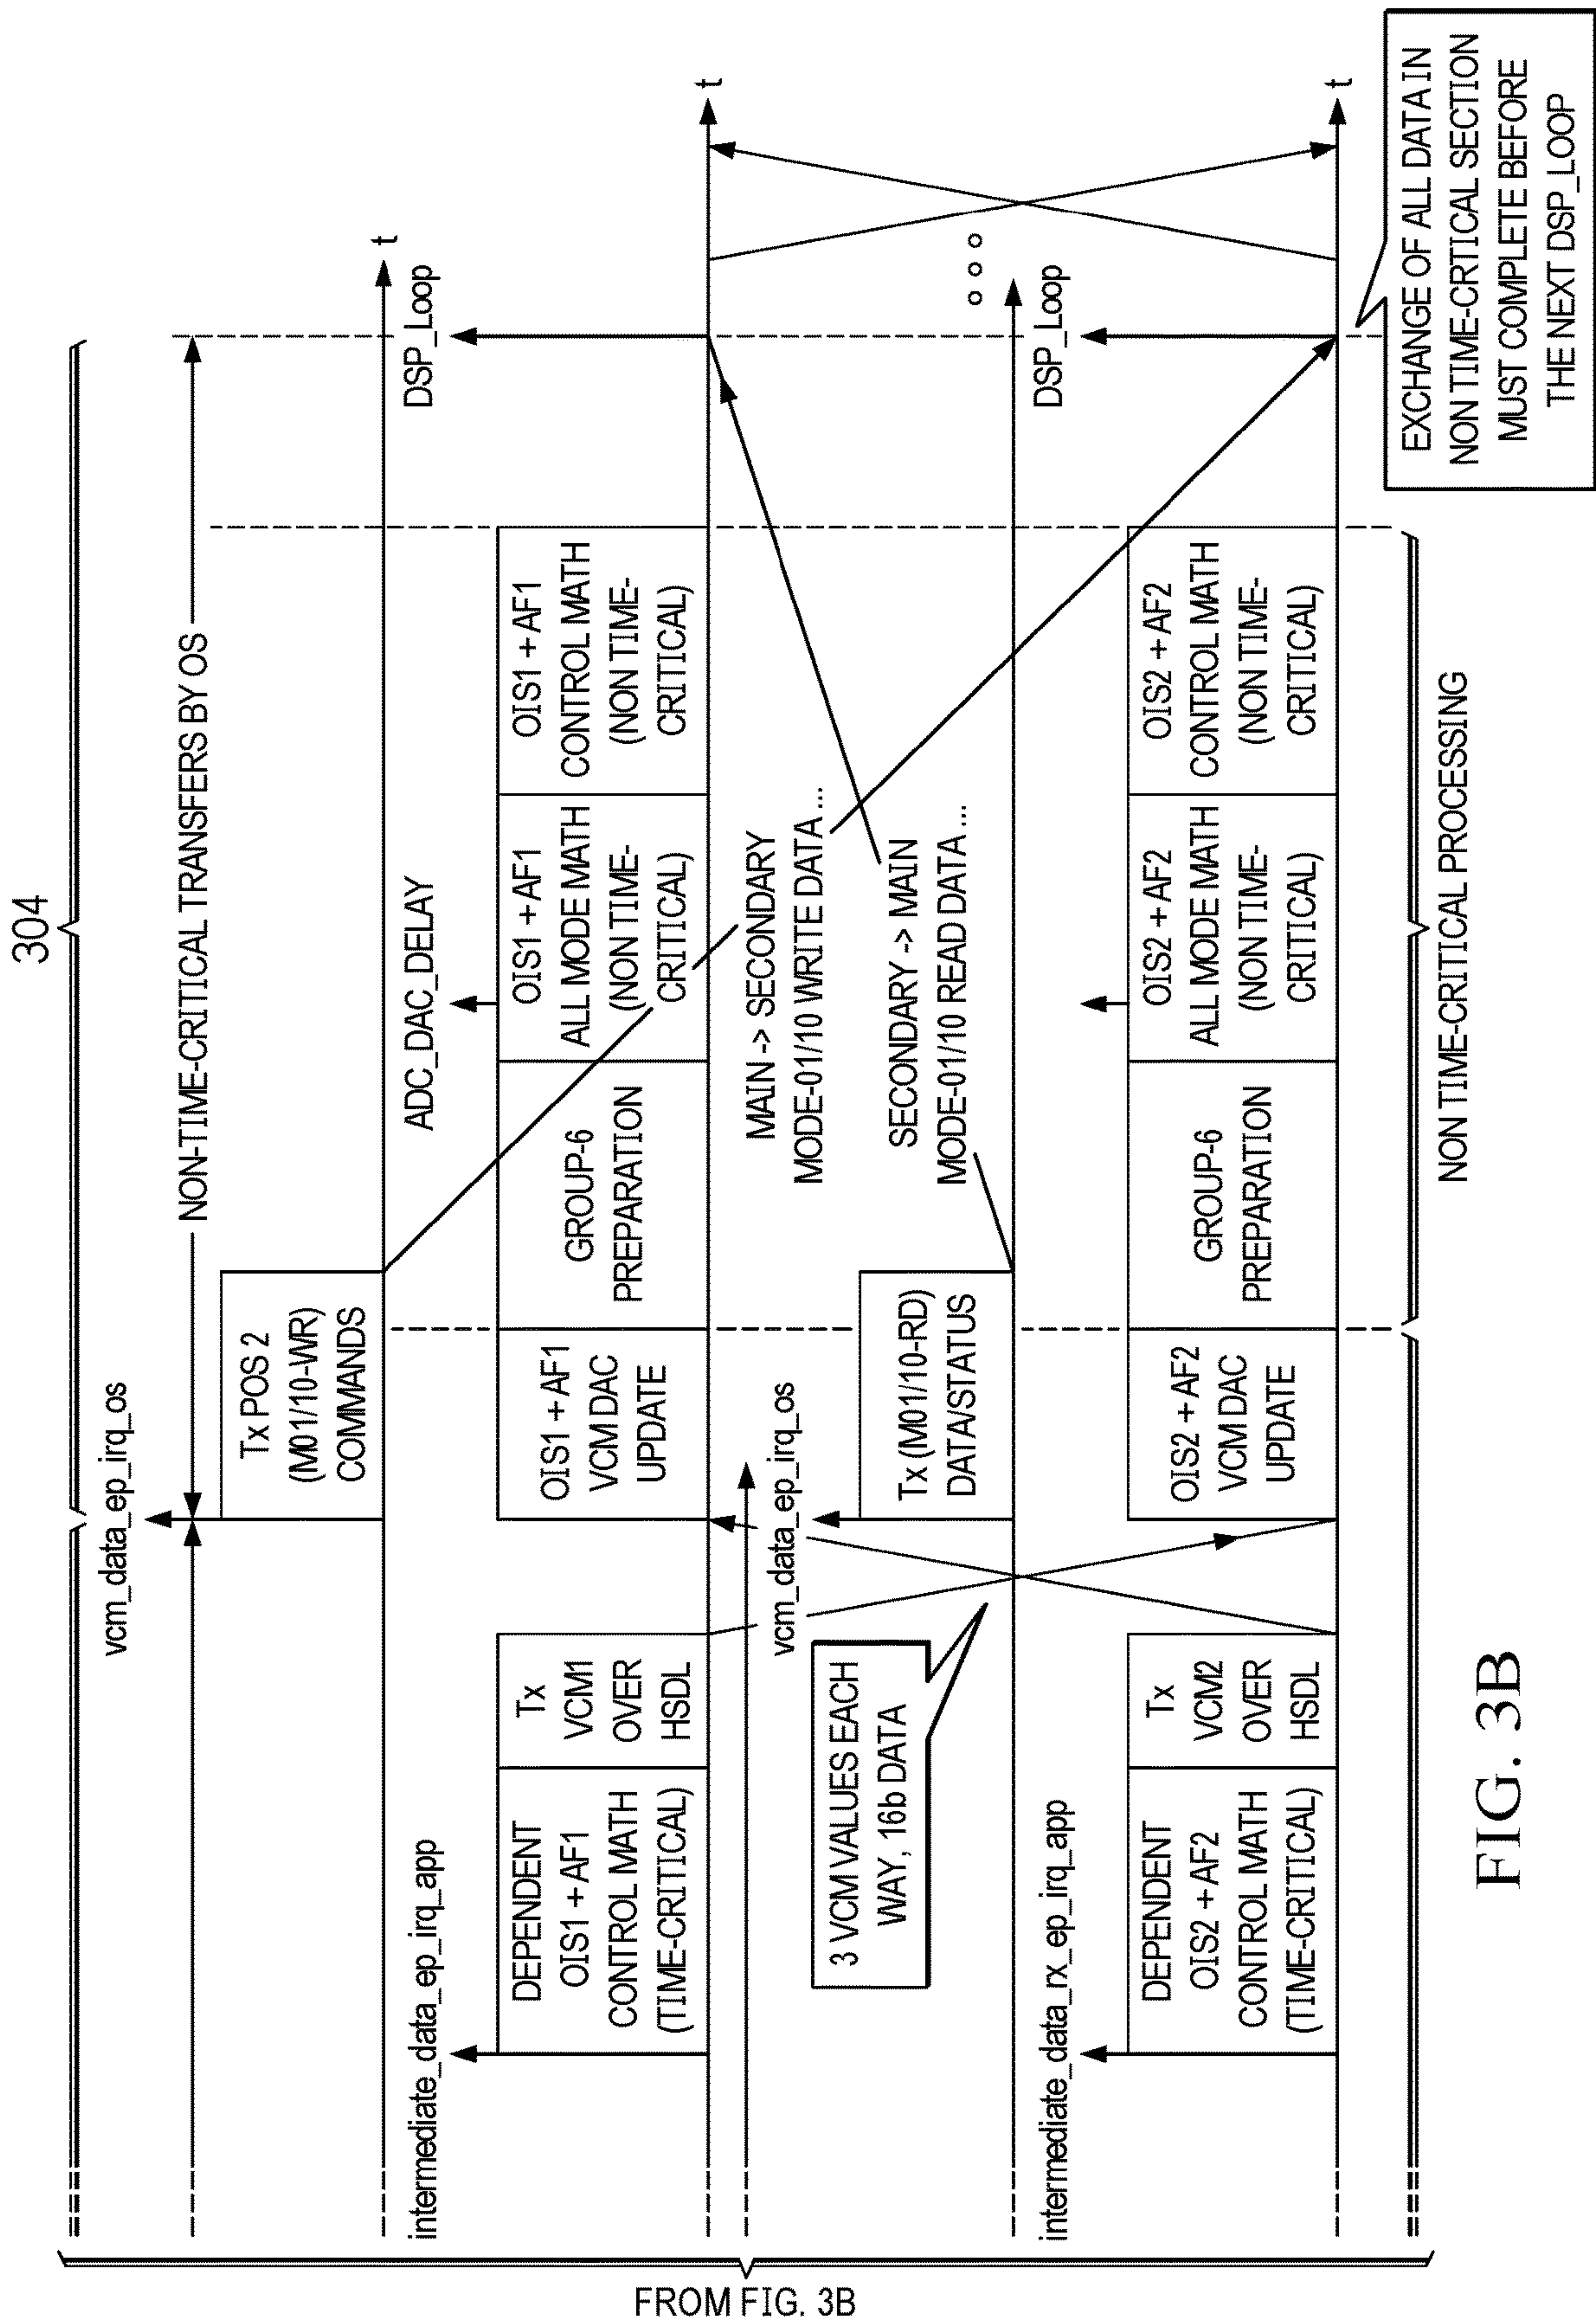 304
NON-TIME-CRITICAL TRANSFERS BY OS
vcm_data_ep_irq_os
Tx POS 2
(M01/10-WR)
COMMANDS
t
intermediate_data_ep_irq_app
ADC_DAC_DELAY
DSP_Loop
DEPENDENT
OIS1 + AF1
CONTROL MATH
(TIME-CRITICAL)
Tx
VCM1
OVER
HSDL
OIS1 + AF1
VCM DAC
UPDATE
GROUP-6
PREPARATION
OIS1 + AF1
ALL MODE MATH
(NON TIME-
CRITICAL)
OIS1 + AF1
CONTROL MATH
(NON TIME-
CRITICAL)
t
MAIN -> SECONDARY
MODE-01/10 WRITE DATA...
vcm_data_ep_irq_os
3 VCM VALUES EACH
WAY, 16b DATA
Tx (M01/10-RD)
DATA/STATUS
SECONDARY -> MAIN
MODE-01/10 READ DATA...
intermediate_data_rx_ep_irq_app
DSP_Loop
DEPENDENT
OIS2 + AF2
CONTROL MATH
(TIME-CRITICAL)
Tx
VCM2
OVER
HSDL
OIS2 + AF2
VCM DAC
UPDATE
GROUP-6
PREPARATION
OIS2 + AF2
ALL MODE MATH
(NON TIME-
CRITICAL)
OIS2 + AF2
CONTROL MATH
(NON TIME-
CRITICAL)
t
NON TIME-CRITICAL PROCESSING
EXCHANGE OF ALL DATA IN
NON TIME-CRTICAL SECTION
MUST COMPLETE BEFORE
THE NEXT DSP_LOOP
FROM FIG. 3B
FIG. 3B